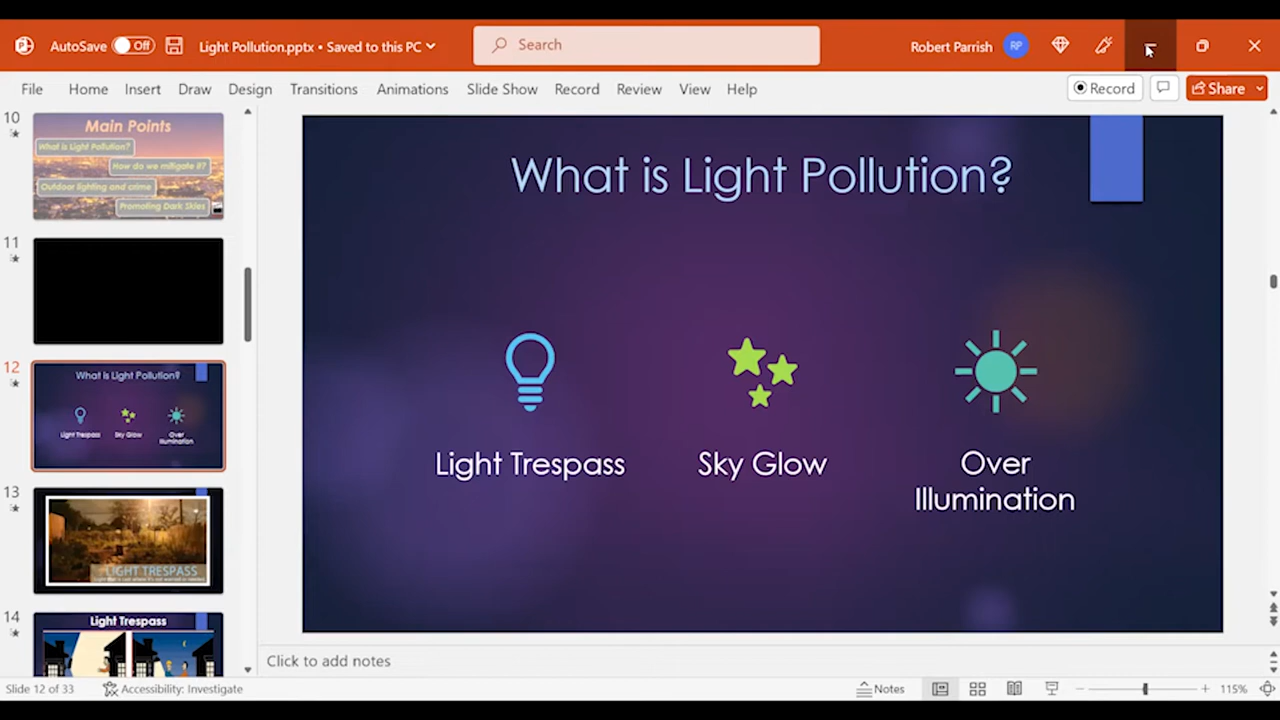 AutoSave Off Light Pollution.pptx • Saved to this PC Search Robert Parrish RP
File Home Insert Draw Design Transitions Animations Slide Show Record Review View Help Record Share
10
Main Points
What is Light Pollution?
How do we mitigate it?
Outdoor lighting and crime
Promoting Dark Skies
11
12
What is Light Pollution?
Light Trespass Sky Glow Over
Illumination
13
LIGHT TRESPASS
14
Light Trespass
What is Light Pollution?
Light Trespass Sky Glow Over
Illumination
Click to add notes
Slide 12 of 33 Accessibility: Investigate Notes 115%